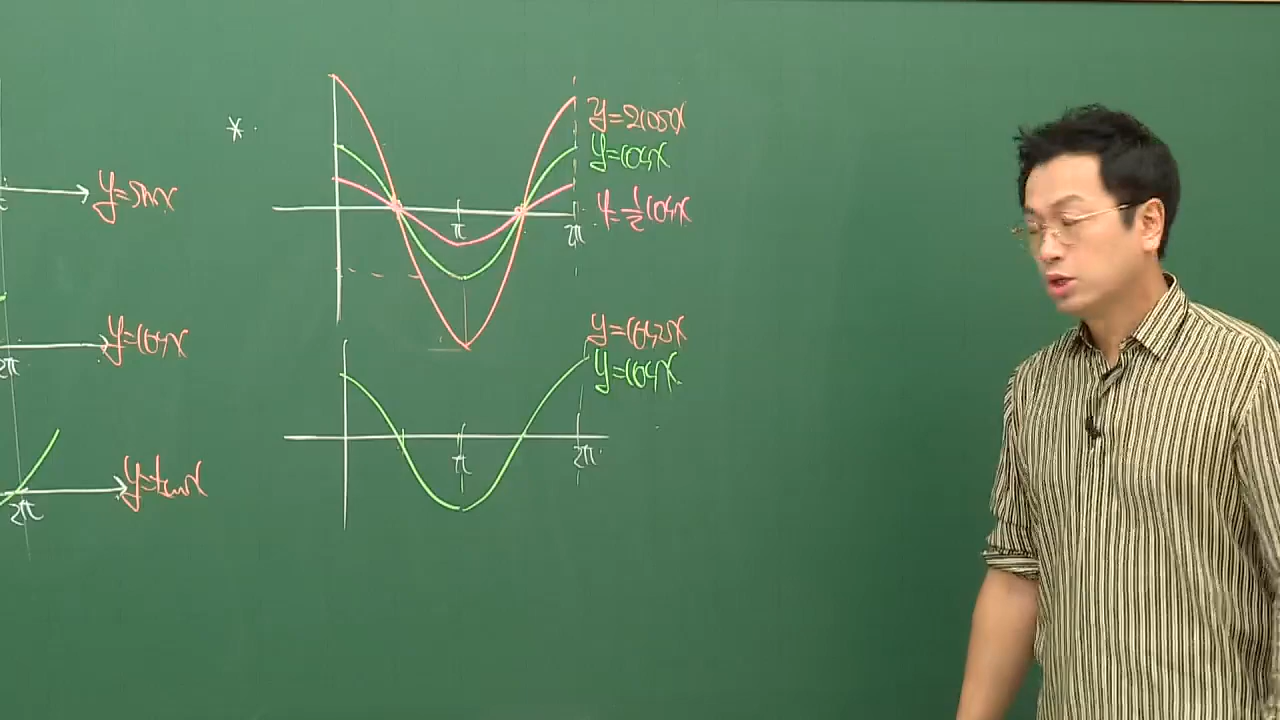 y=sinx
y=cosx
2π
y=tanx
2π
*
y=2cosx
y=cosx
y=½cosx
π
2π
y=cos2x
y=cosx
π
2π